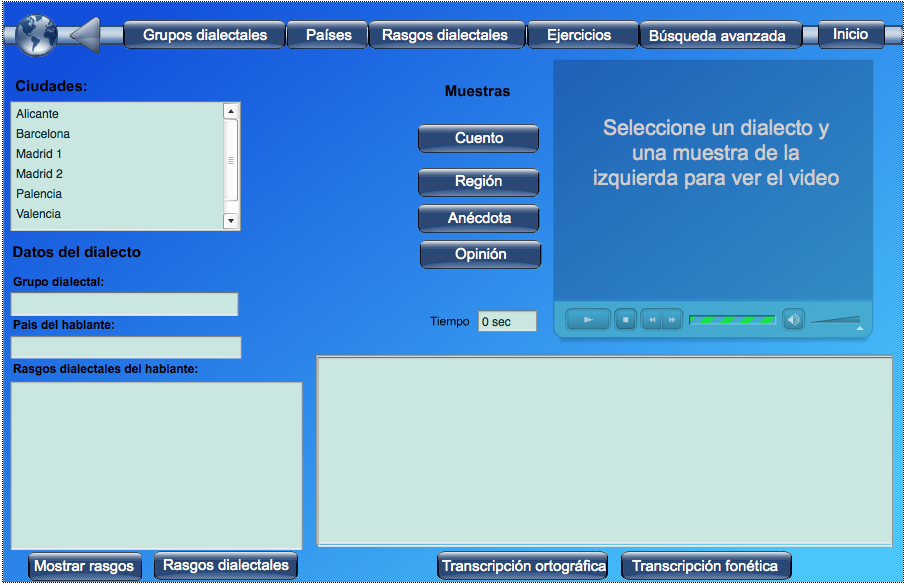 Grupos dialectales
Países
Rasgos dialectales
Ejercicios
Búsqueda avanzada
Inicio
Ciudades:
Alicante
Barcelona
Madrid 1
Madrid 2
Palencia
Valencia
Muestras
Cuento
Región
Anécdota
Opinión
Seleccione un dialecto y
una muestra de la
izquierda para ver el video
Datos del dialecto
Grupo dialectal:
Pais del hablante:
Tiempo
0 sec
Rasgos dialectales del hablante:
Mostrar rasgos
Rasgos dialectales
Transcripción ortográfica
Transcripción fonética